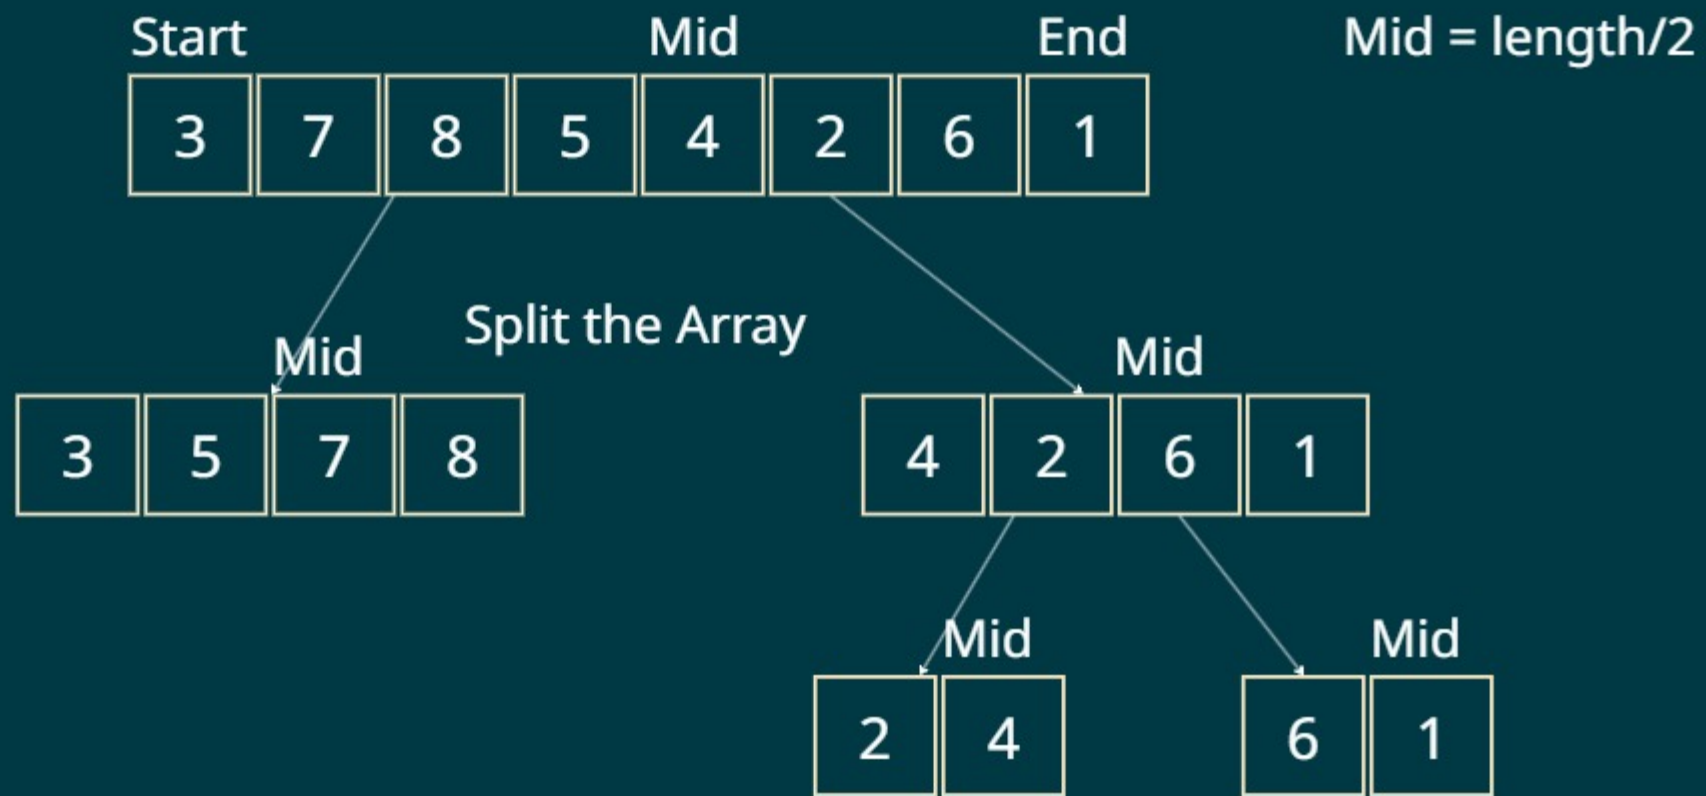 Start Mid End Mid = length/2
3 7 8 5 4 2 6 1
Split the Array
Mid Mid
3 5 7 8 4 2 6 1
Mid Mid
2 4 6 1